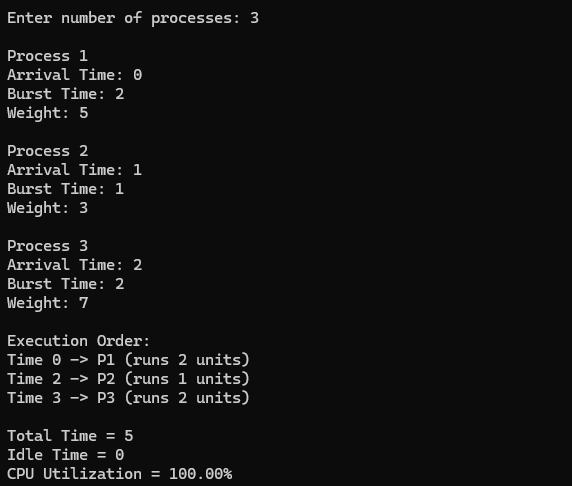 Enter number of processes: 3
Process 1
Arrival Time: 0
Burst Time: 2
Weight: 5
Process 2
Arrival Time: 1
Burst Time: 1
Weight: 3
Process 3
Arrival Time: 2
Burst Time: 2
Weight: 7
Execution Order:
Time 0 -> P1 (runs 2 units)
Time 2 -> P2 (runs 1 units)
Time 3 -> P3 (runs 2 units)
Total Time = 5
Idle Time = 0
CPU Utilization = 100.00%